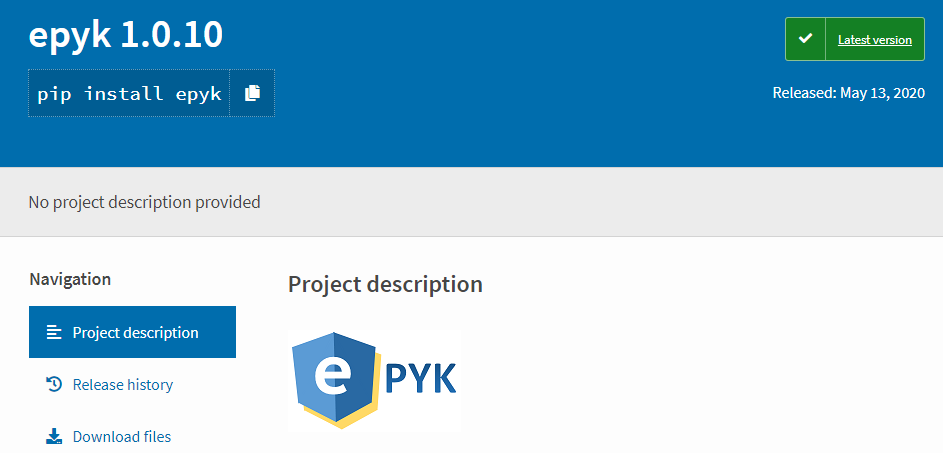 epyk 1.0.10
Latest version
pip install epyk
Released: May 13, 2020
No project description provided
Navigation
Project description
Project description
Release history
Download files
e PYK